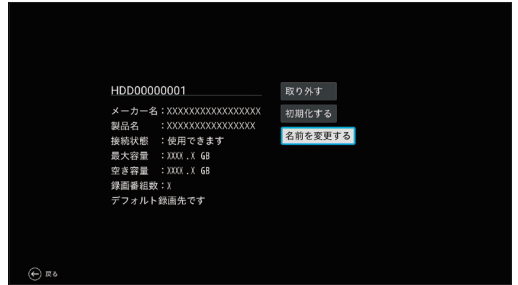 HDD00000001
取り外す
メーカー名：XXXXXXXXXXXXXXXXX
初期化する
製品名　：XXXXXXXXXXXXXXXX
名前を変更する
接続状態　：使用できます
最大容量　：XXXX.X GB
空き容量　：XXXX.X GB
録画番組数：X
デフォルト録画先です
戻る